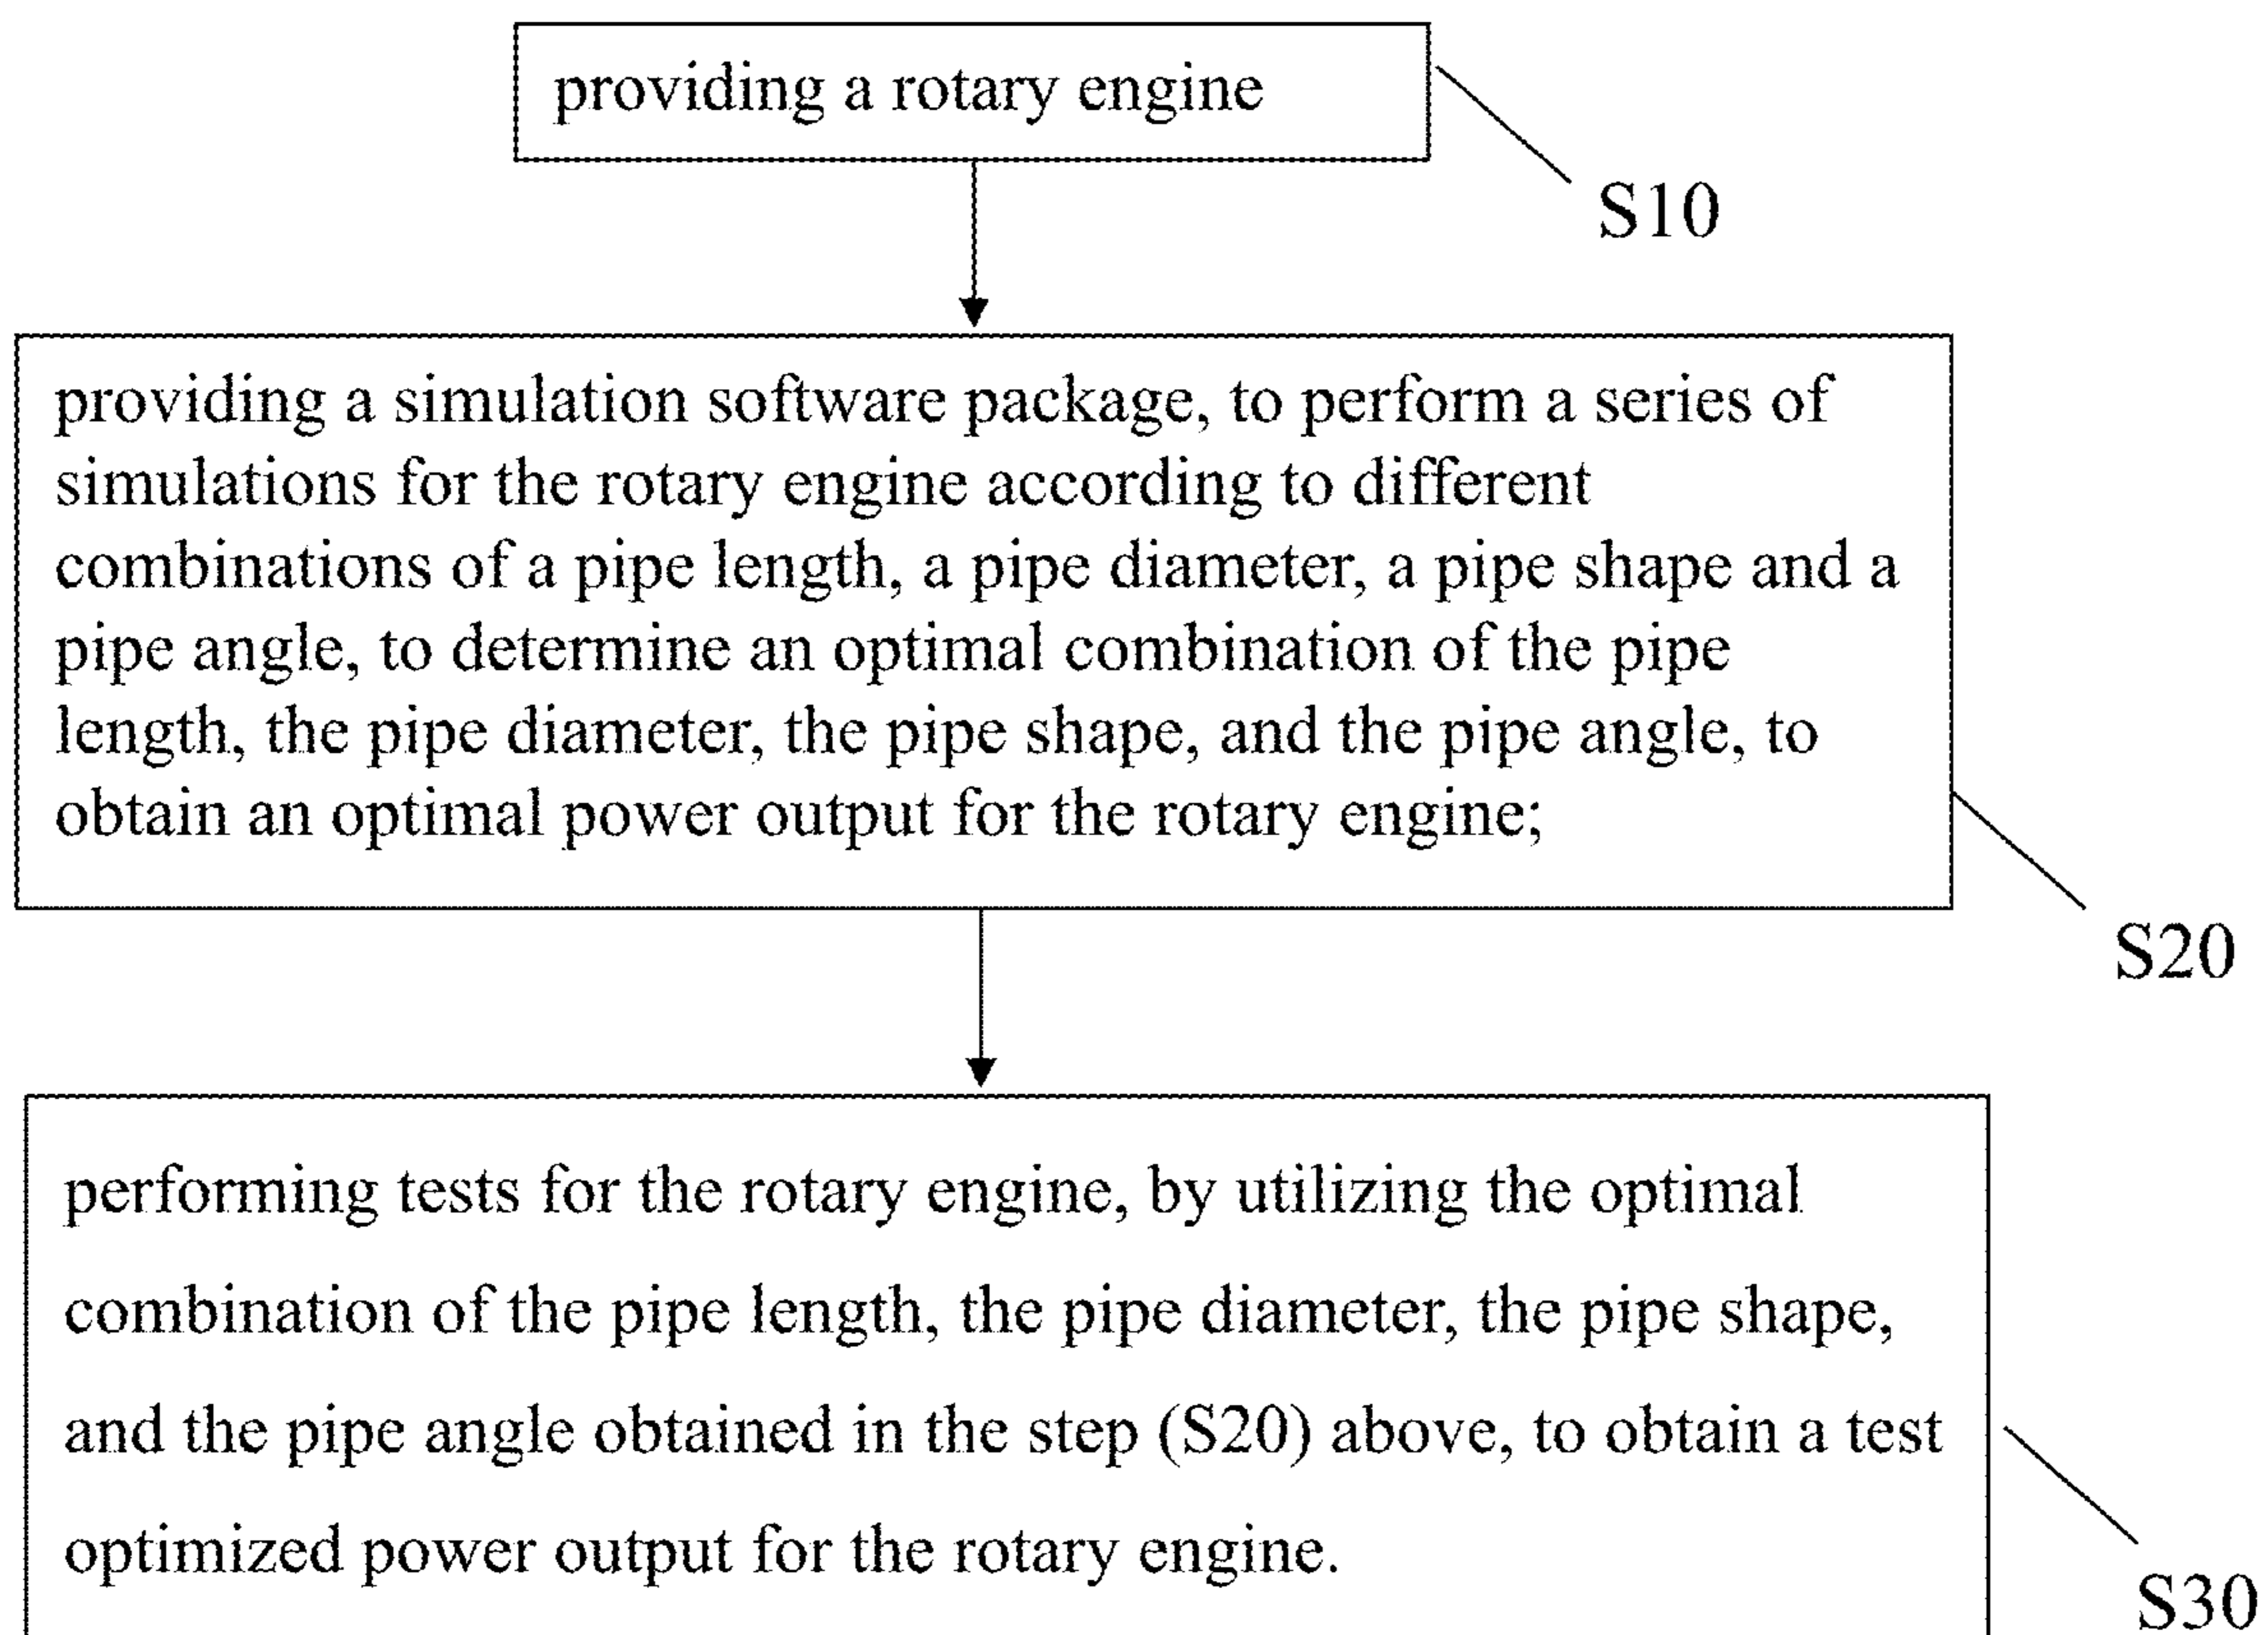 providing a rotary engine
S10
providing a simulation software package, to perform a series of
simulations for the rotary engine according to different
combinations of a pipe length, a pipe diameter, a pipe shape and a
pipe angle, to determine an optimal combination of the pipe
length, the pipe diameter, the pipe shape, and the pipe angle, to
obtain an optimal power output for the rotary engine;
S20
performing tests for the rotary engine, by utilizing the optimal
combination of the pipe length, the pipe diameter, the pipe shape,
and the pipe angle obtained in the step (S20) above, to obtain a test
optimized power output for the rotary engine.
S30